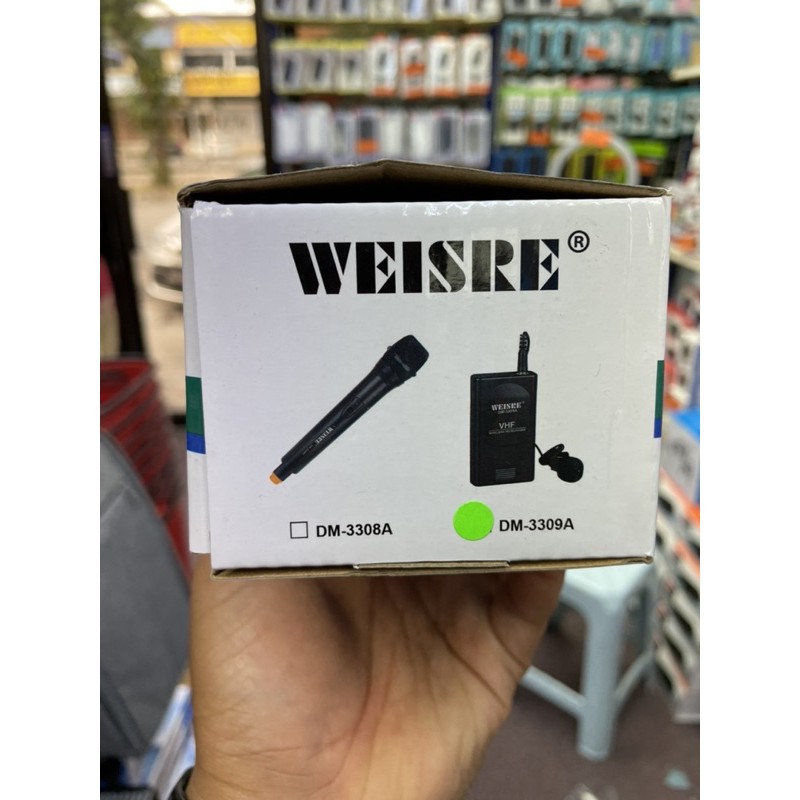 WEISRE®
WEISRE
VHF
DM-3308A
DM-3309A